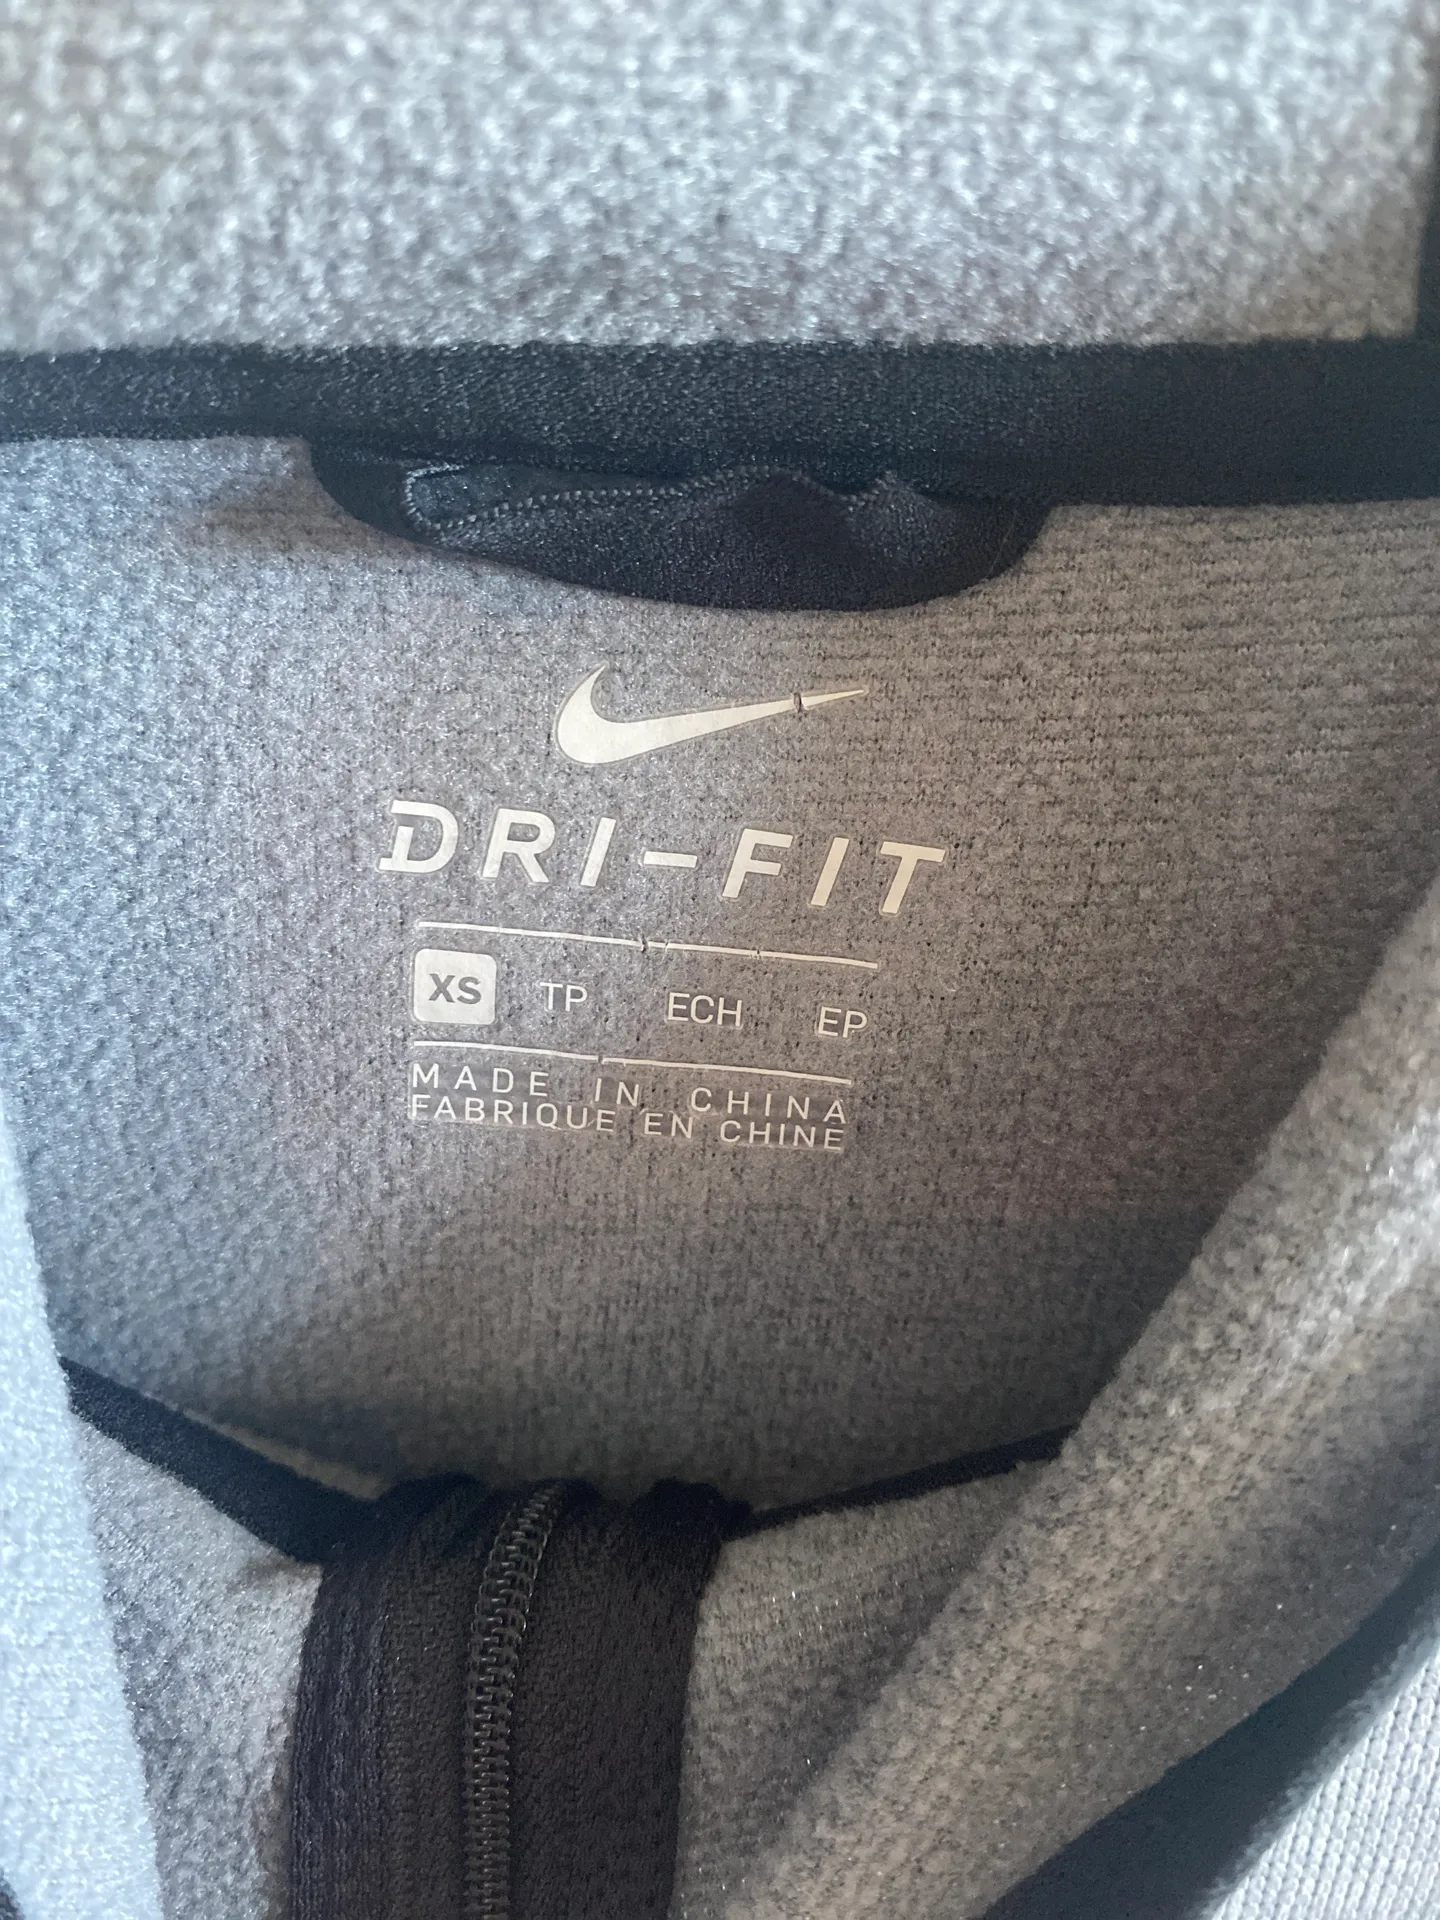 DRI-FIT
XS TP ECH EP
MADE IN CHINA
FABRIQUE EN CHINE